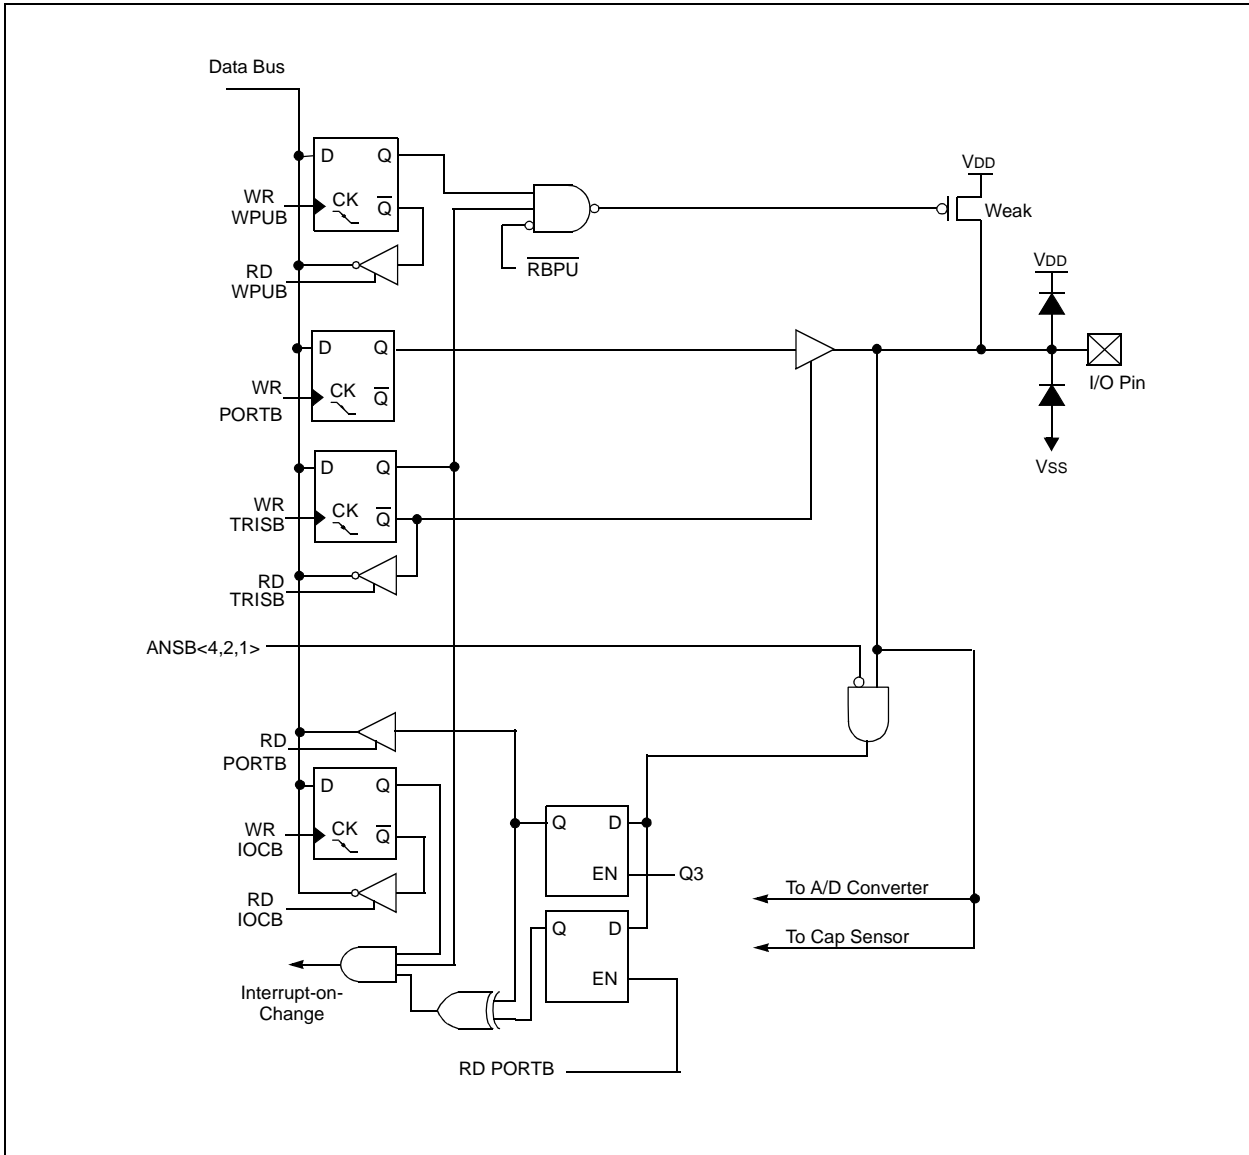 Data Bus
D Q
WR
WPUB
CK
Q̅
RD
WPUB
R̅B̅P̅U̅
VDD
Weak
VDD
I/O Pin
VSS
D Q
WR
PORTB
CK
Q̅
D Q
WR
TRISB
CK
Q̅
RD
TRISB
ANSB<4,2,1>
RD
PORTB
D Q
WR
IOCB
CK
Q̅
RD
IOCB
Q D
EN
Q3
Q D
EN
To A/D Converter
To Cap Sensor
Interrupt-on-
Change
RD PORTB